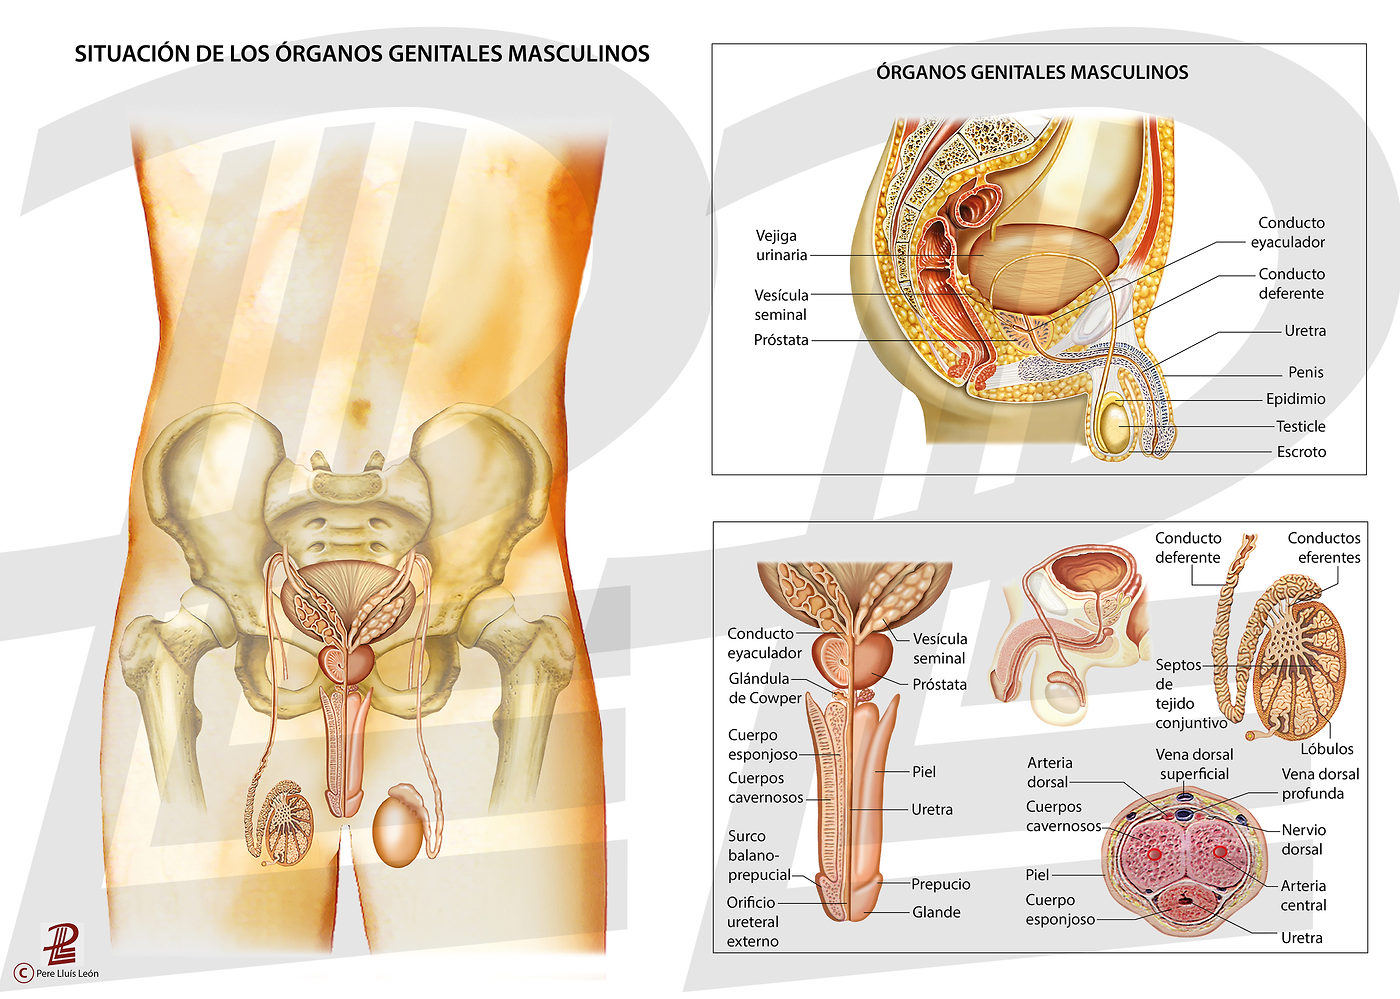 SITUACIÓN DE LOS ÓRGANOS GENITALES MASCULINOS
ÓRGANOS GENITALES MASCULINOS
Vejiga
urinaria
Vesícula
seminal
Próstata
Conducto
eyaculador
Conducto
deferente
Uretra
Penis
Epidimio
Testicle
Escroto
Conducto
eyaculador
Glándula
de Cowper
Cuerpo
esponjoso
Cuerpos
cavernosos
Surco
balano-
prepucial
Orificio
ureteral
externo
Vesícula
seminal
Próstata
Piel
Uretra
Prepucio
Glande
Conducto
deferente
Conductos
eferentes
Septos
de
tejido
conjuntivo
Lóbulos
Arteria
dorsal
Cuerpos
cavernosos
Piel
Cuerpo
esponjoso
Vena dorsal
superficial
Vena dorsal
profunda
Nervio
dorsal
Arteria
central
Uretra
C Pere Lluís León